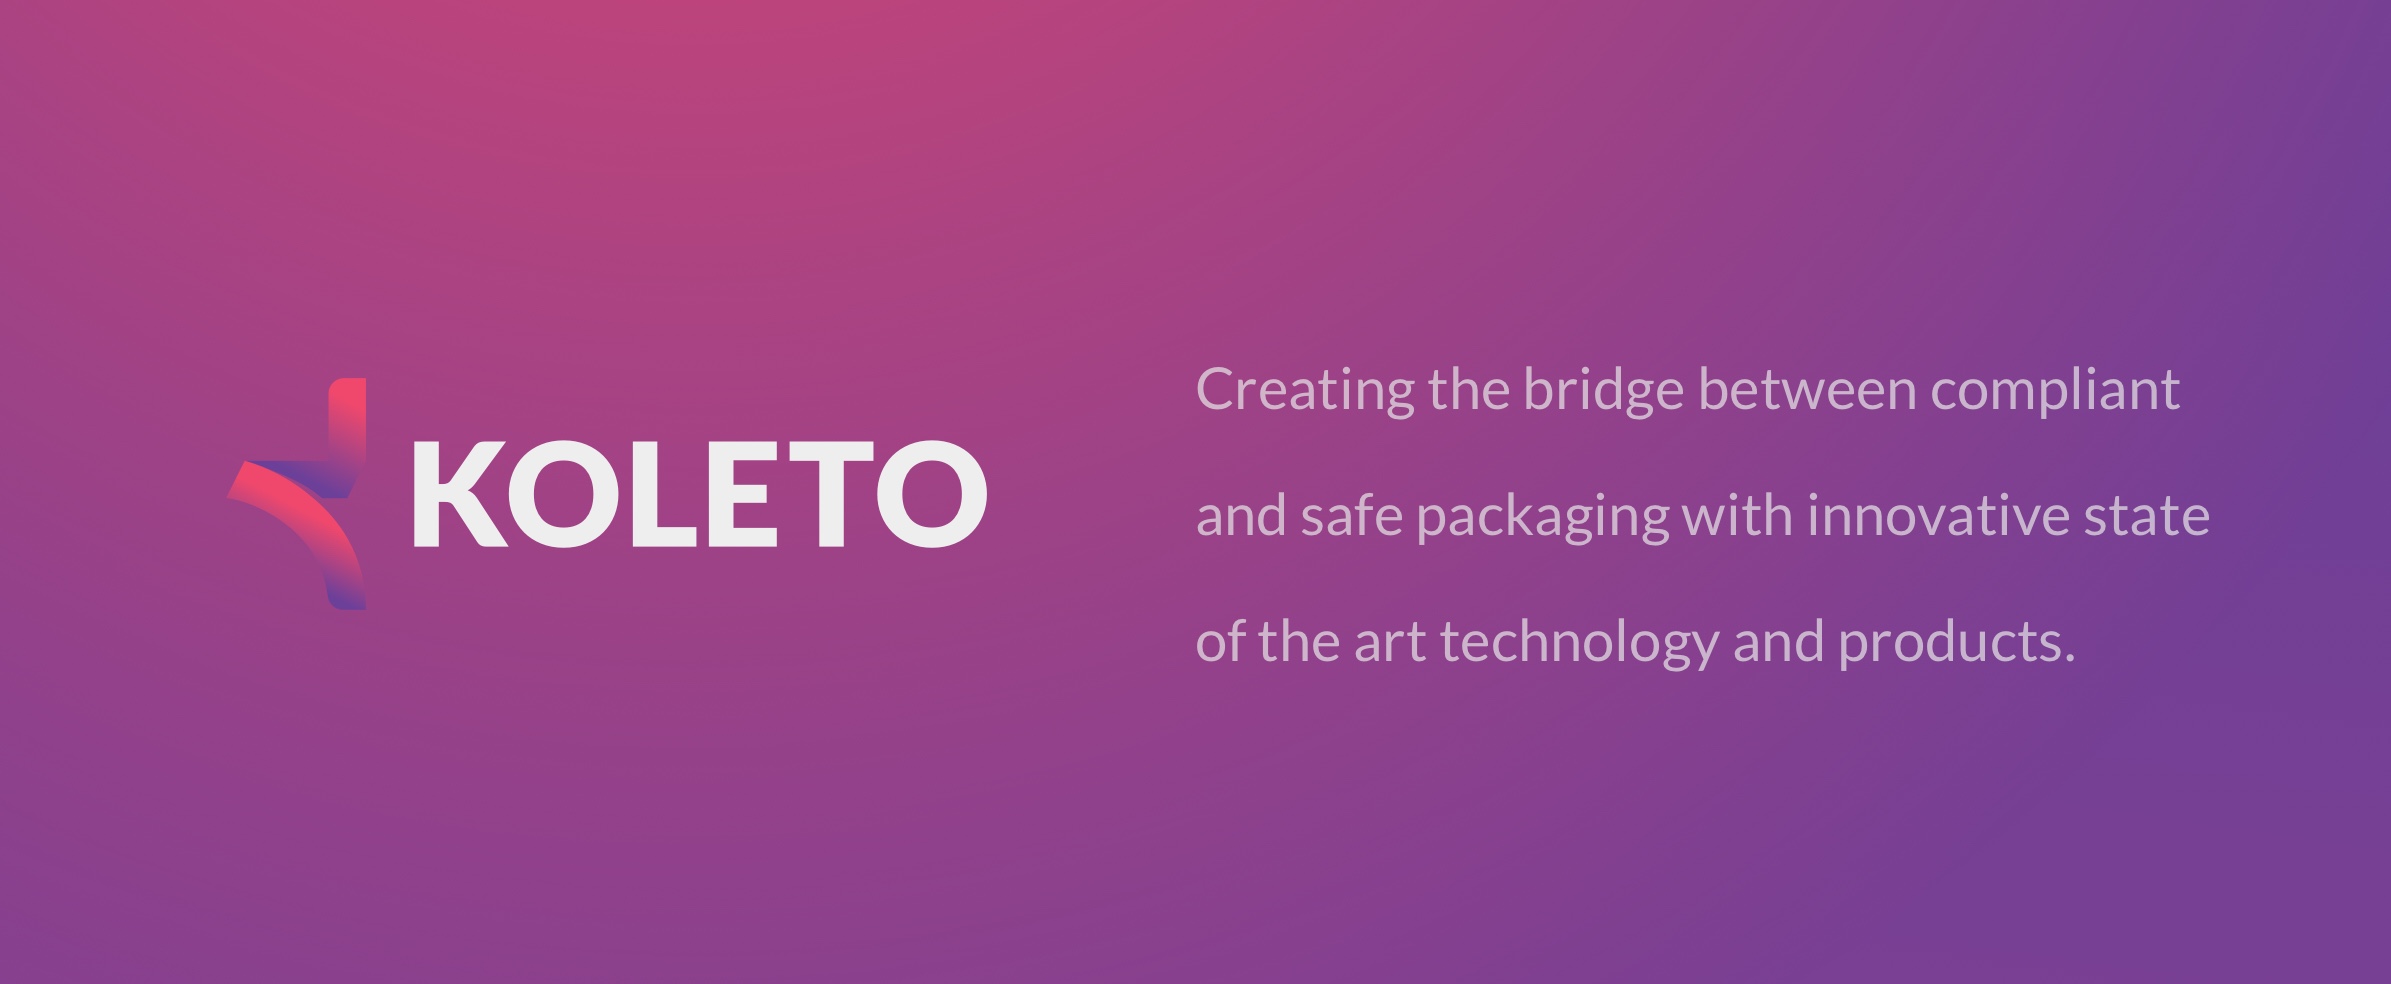 KOLETO
Creating the bridge between compliant
and safe packaging with innovative state
of the art technology and products.